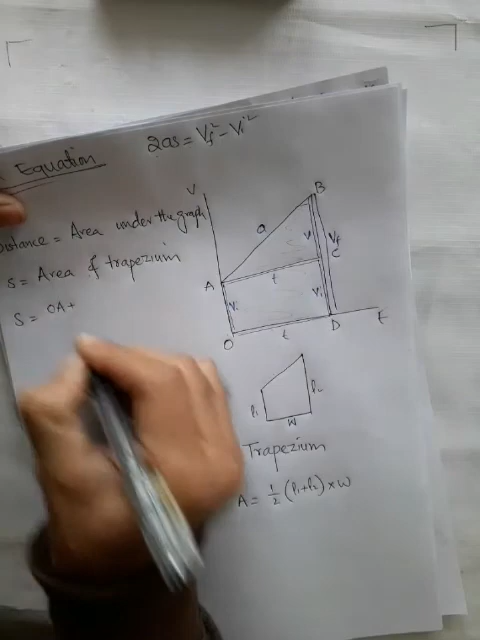 Equation
2as = Vf² - Vi²
Distance = Area under the graph
S = Area of trapezium
S = OA +
V
B
a
V
Vf
C
A
t
Vi
Vi
O
t
D
t
l1
l2
W
Trapezium
A = 1/2 (l1 + l2) × W